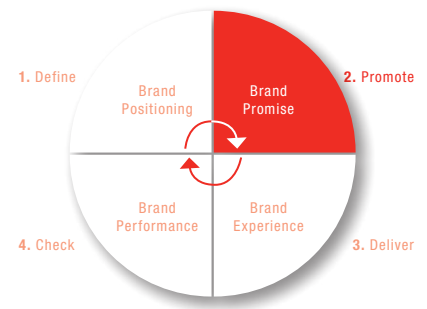 1. Define
2. Promote
Brand
Positioning
Brand
Promise
Brand
Performance
Brand
Experience
4. Check
3. Deliver